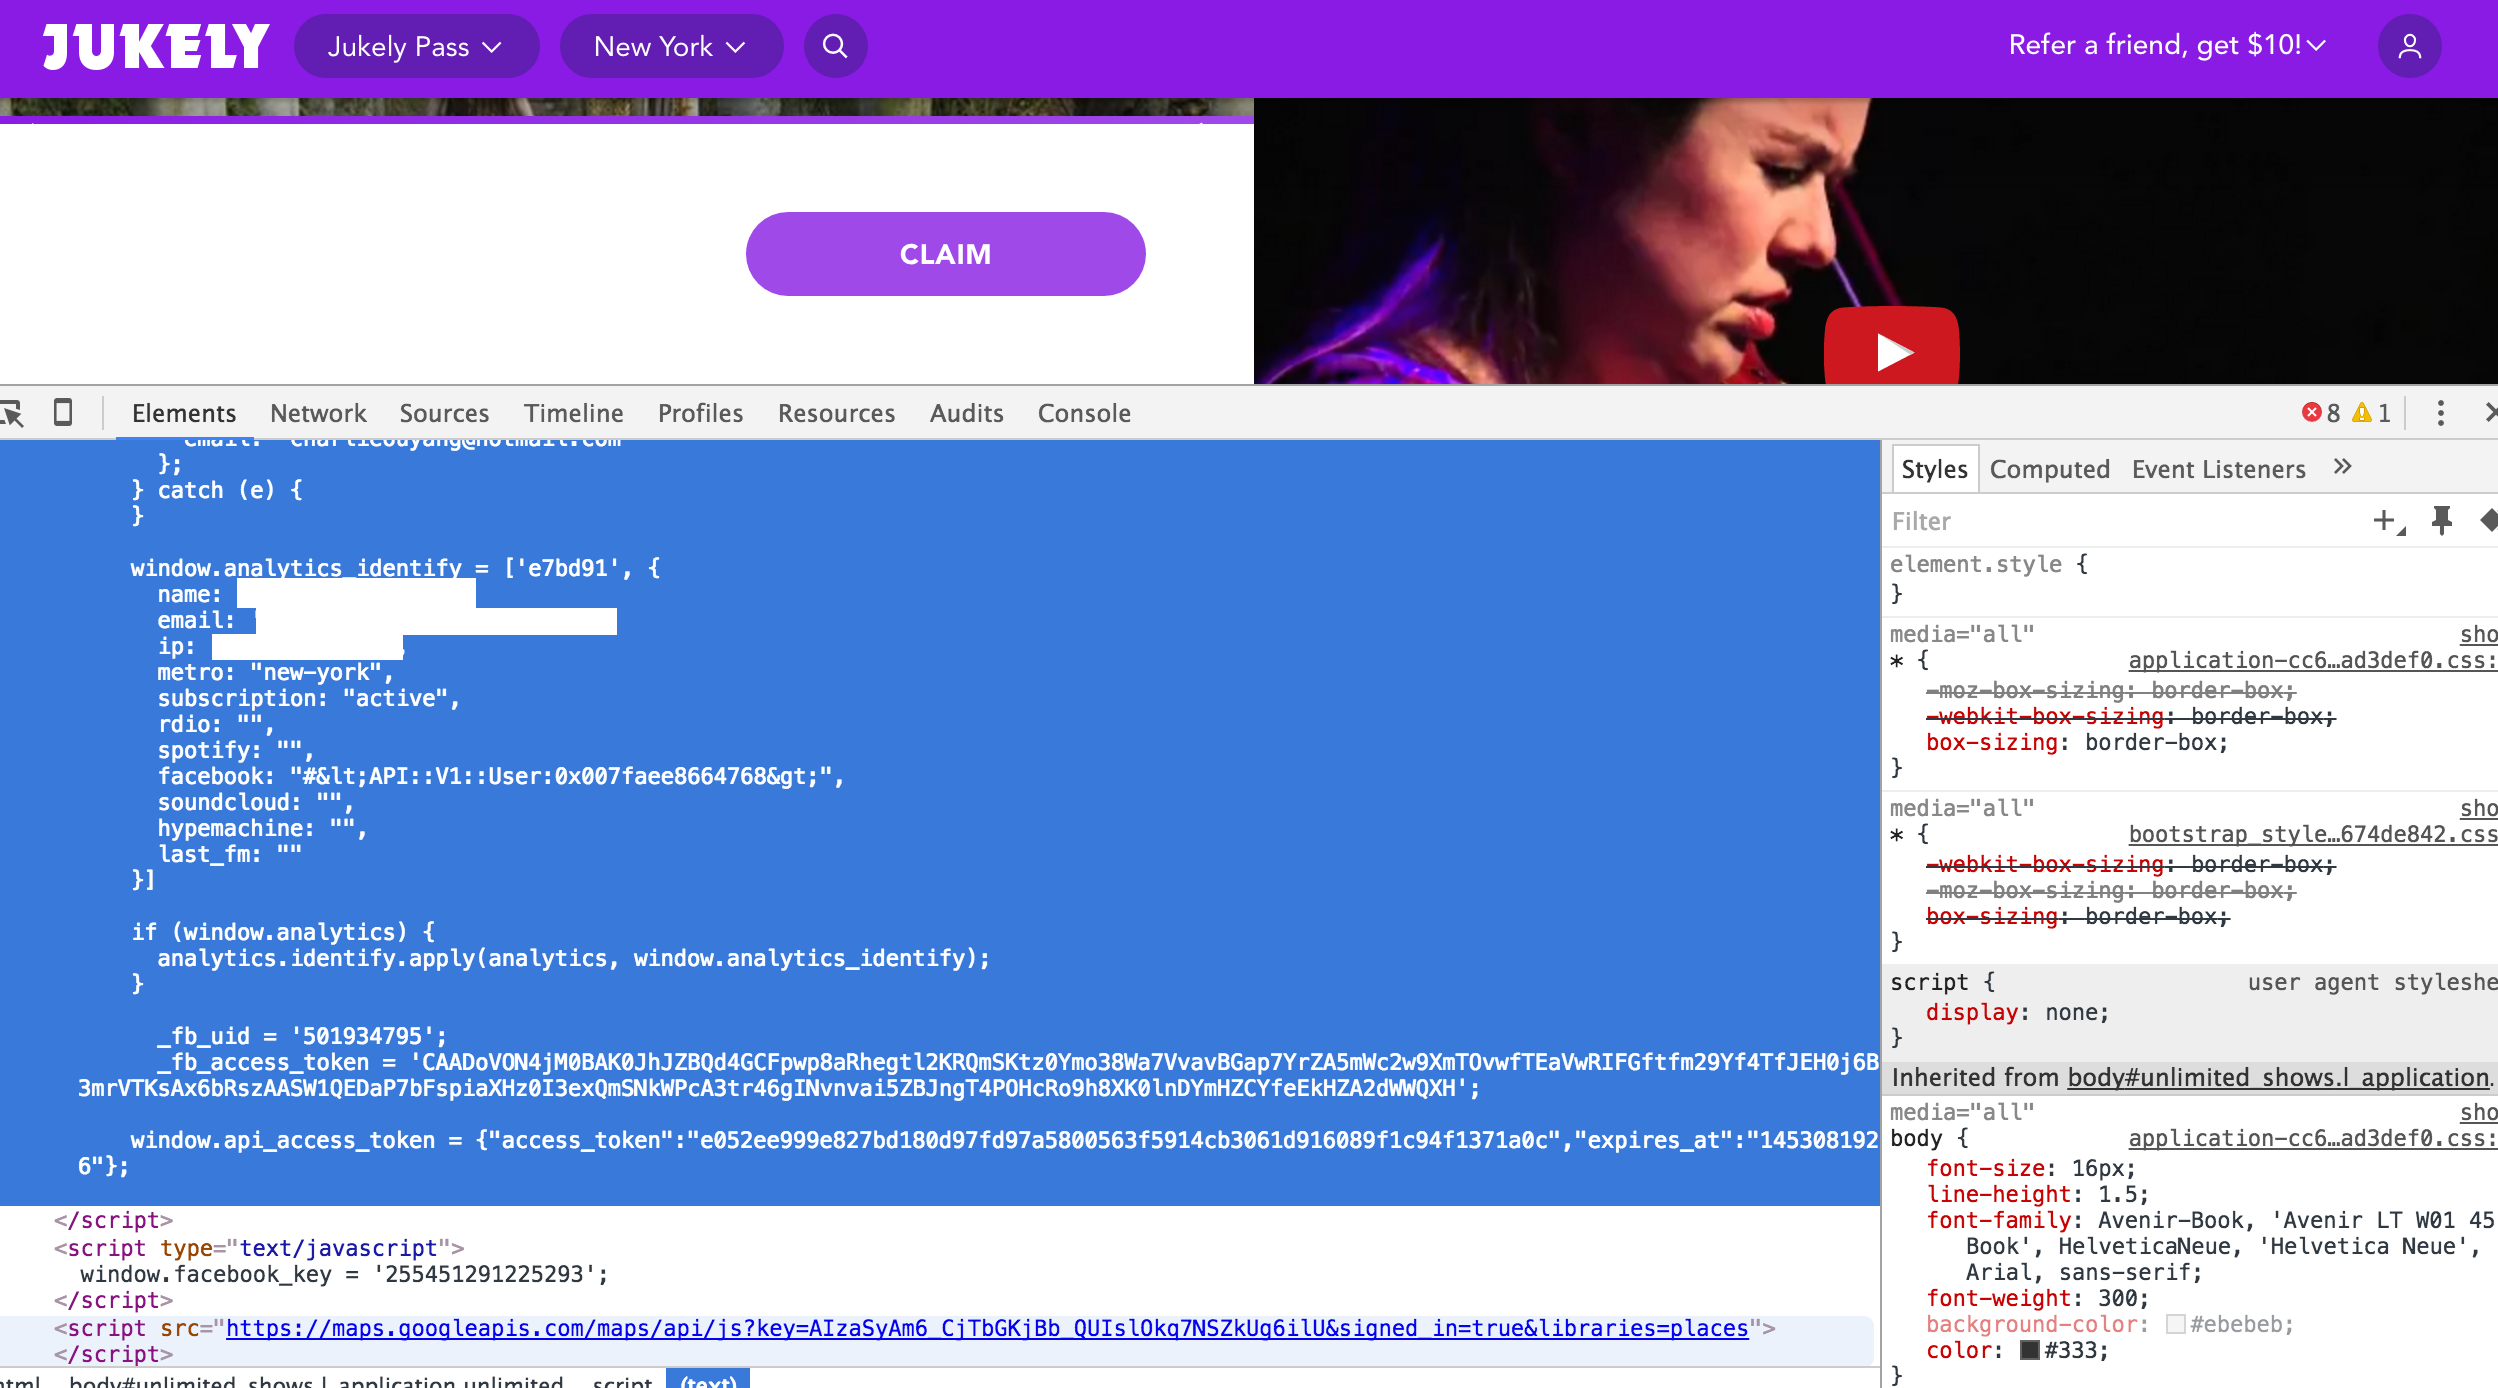 JUKELY
Jukely Pass
New York
Refer a friend, get $10!
CLAIM
Elements Network Sources Timeline Profiles Resources Audits Console
8 1
};
} catch (e) {
}
window.analytics_identify = ['e7bd91', {
name:
email:
ip:
metro: "new-york",
subscription: "active",
rdio: "",
spotify: "",
facebook: "#&lt;API::V1::User:0x007faee8664768&gt;",
soundcloud: "",
hypemachine: "",
last_fm: ""
}]
if (window.analytics) {
analytics.identify.apply(analytics, window.analytics_identify);
}
_fb_uid = '501934795';
_fb_access_token = 'CAADoVON4jM0BAK0JhJZBQd4GCFpwp8aRhegtl2KRQmSKtz0Ymo38Wa7VvavBGap7YrZA5mWc2w9XmTOvwfTEaVwRIFGftfm29Yf4TfJEH0j6B
3mrVTKsAx6bRszAASW1QEDaP7bFspiaXHz0I3exQmSNkWPcA3tr46gINvnvai5ZBJngT4POHcRo9h8XK0lnDYmHZCYfeEkHZA2dWWQXH';
window.api_access_token = {"access_token":"e052ee999e827bd180d97fd97a5800563f5914cb3061d916089f1c94f1371a0c","expires_at":"145308192
6"};
</script>
<script type="text/javascript">
window.facebook_key = '255451291225293';
</script>
<script src="https://maps.googleapis.com/maps/api/js?key=AIzaSyAm6_CjTbGKjBb_QUIslOkq7NSZkUg6ilU&signed_in=true&libraries=places">
</script>
body#unlimited_shows.l_application.unlimited script (text)
Styles Computed Event Listeners »
Filter
element.style {
}
media="all" sho
* { application-cc6…ad3def0.css:
-moz-box-sizing: border-box;
-webkit-box-sizing: border-box;
box-sizing: border-box;
}
media="all" sho
* { bootstrap_style…674de842.css
-webkit-box-sizing: border-box;
-moz-box-sizing: border-box;
box-sizing: border-box;
}
script { user agent styleshe
display: none;
}
Inherited from body#unlimited_shows.l_application.
media="all" sho
body { application-cc6…ad3def0.css:
font-size: 16px;
line-height: 1.5;
font-family: Avenir-Book, 'Avenir LT W01 45
Book', HelveticaNeue, 'Helvetica Neue',
Arial, sans-serif;
font-weight: 300;
background-color: #ebebeb;
color: #333;
}